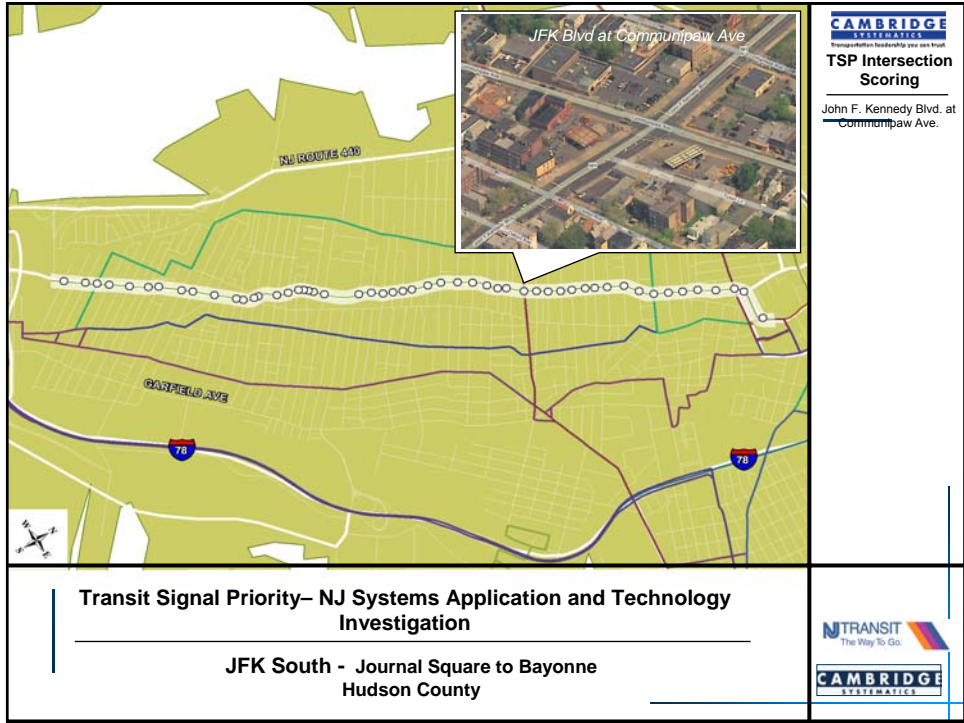 JFK Blvd at Communipaw Ave
CAMBRIDGE
SYSTEMATICS
Transportation leadership you can trust.
TSP Intersection
Scoring
John F. Kennedy Blvd. at
Communipaw Ave.
NJ ROUTE 440
GARFIELD AVE
78
78
W N
S E
Transit Signal Priority– NJ Systems Application and Technology
Investigation
JFK South - Journal Square to Bayonne
Hudson County
NJTRANSIT
The Way To Go.
CAMBRIDGE
SYSTEMATICS